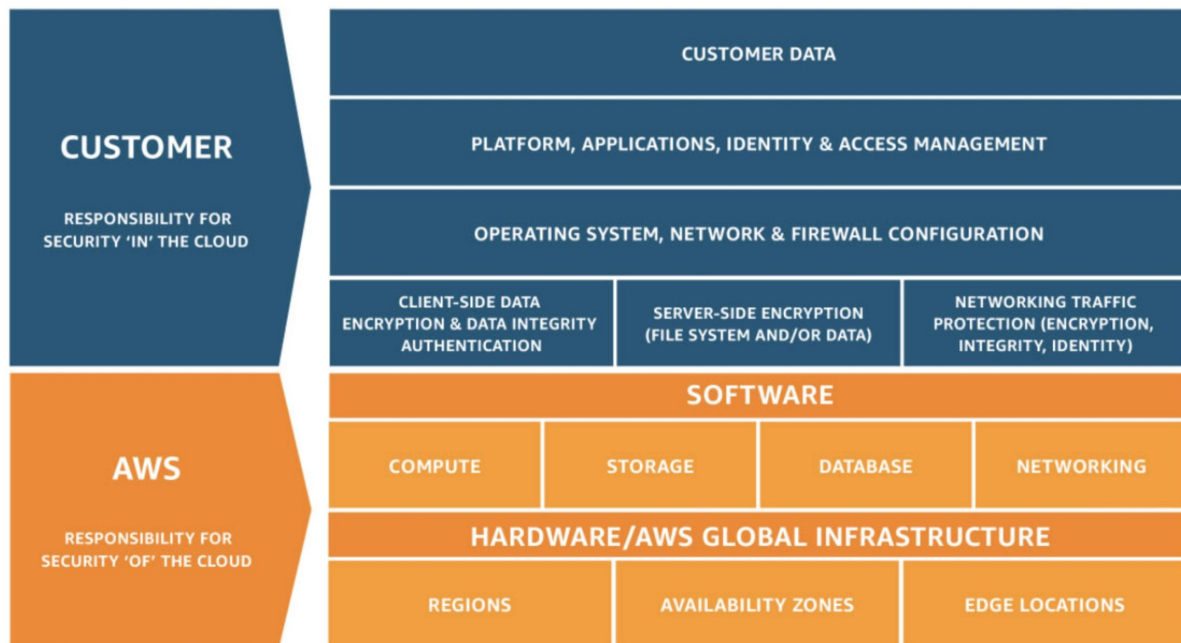 CUSTOMER
RESPONSIBILITY FOR
SECURITY ‘IN’ THE CLOUD
CUSTOMER DATA
PLATFORM, APPLICATIONS, IDENTITY & ACCESS MANAGEMENT
OPERATING SYSTEM, NETWORK & FIREWALL CONFIGURATION
CLIENT-SIDE DATA
ENCRYPTION & DATA INTEGRITY
AUTHENTICATION
SERVER-SIDE ENCRYPTION
(FILE SYSTEM AND/OR DATA)
NETWORKING TRAFFIC
PROTECTION (ENCRYPTION,
INTEGRITY, IDENTITY)
AWS
RESPONSIBILITY FOR
SECURITY ‘OF’ THE CLOUD
SOFTWARE
COMPUTE
STORAGE
DATABASE
NETWORKING
HARDWARE/AWS GLOBAL INFRASTRUCTURE
REGIONS
AVAILABILITY ZONES
EDGE LOCATIONS